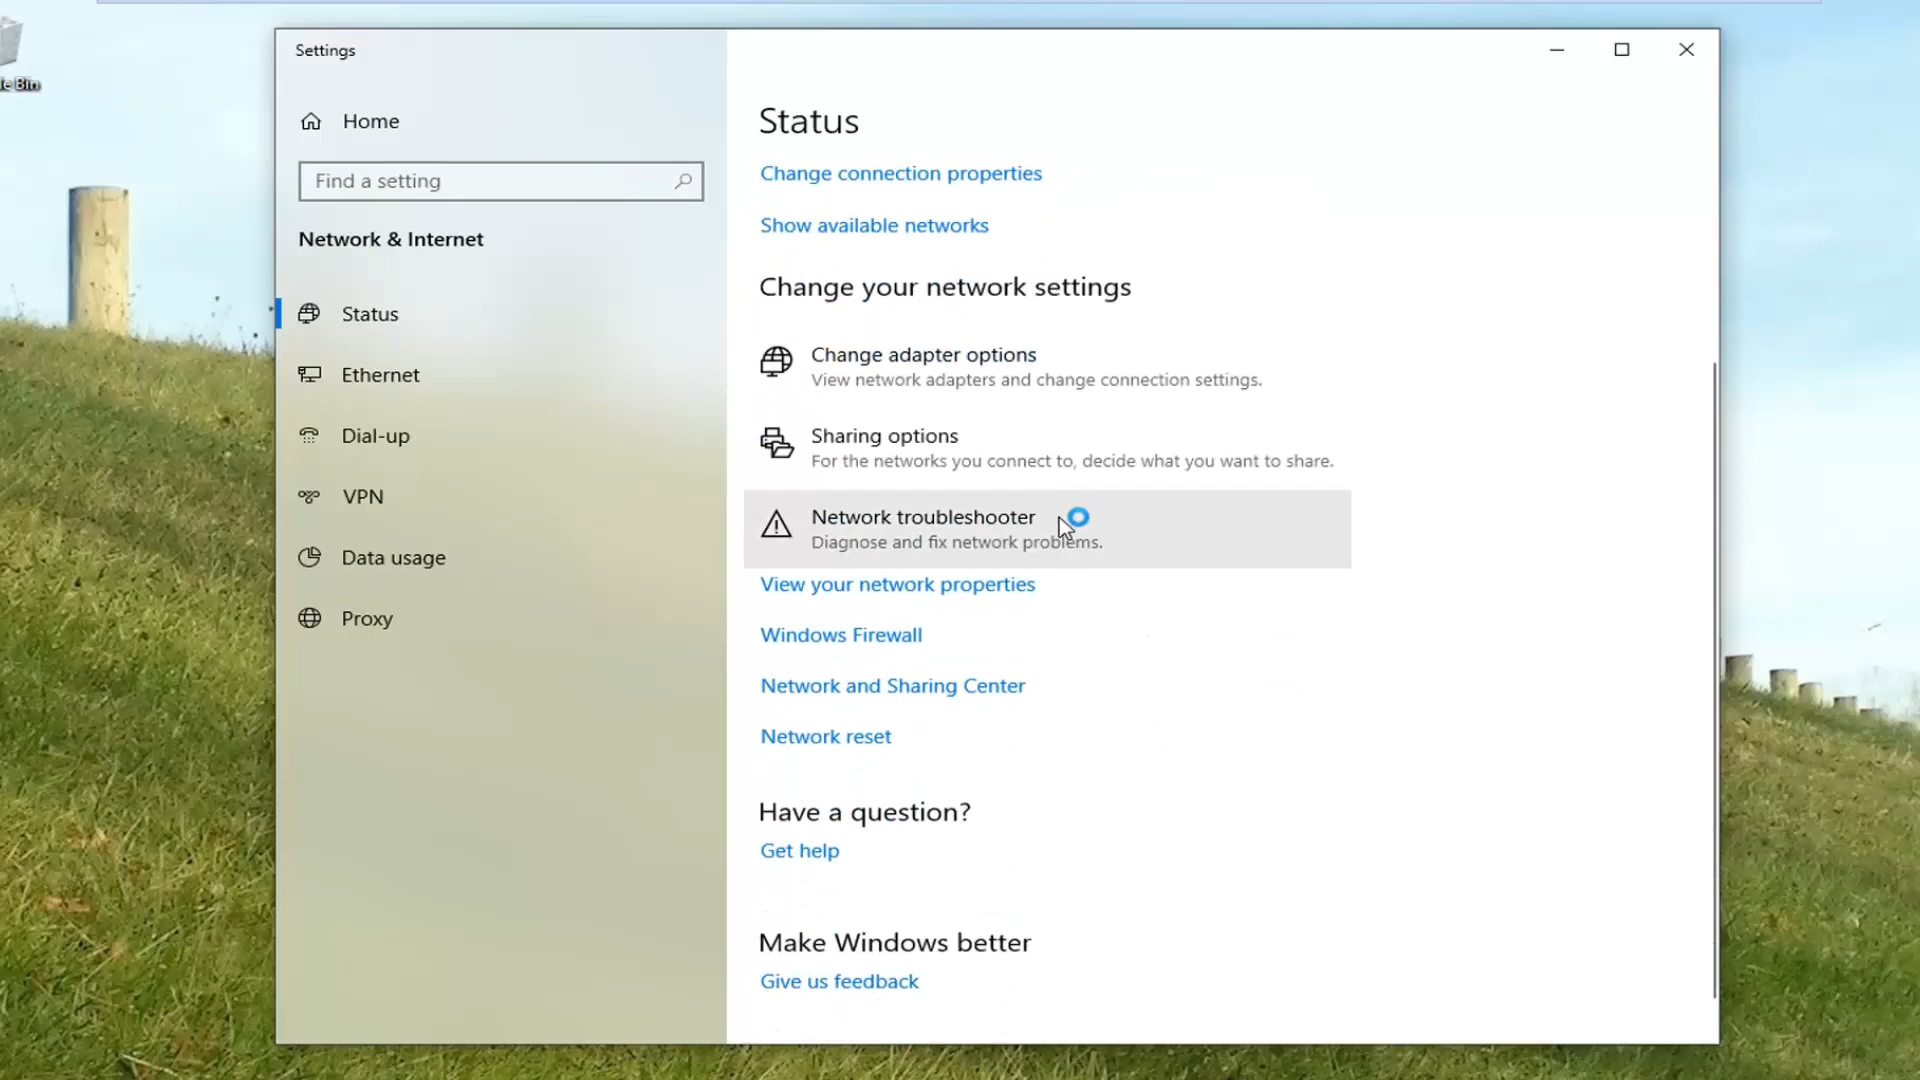 Settings
le Bin
Home
Find a setting
Network & Internet
Status
Ethernet
Dial-up
VPN
Data usage
Proxy
Status
Change connection properties
Show available networks
Change your network settings
Change adapter options
View network adapters and change connection settings.
Sharing options
For the networks you connect to, decide what you want to share.
Network troubleshooter
Diagnose and fix network problems.
View your network properties
Windows Firewall
Network and Sharing Center
Network reset
Have a question?
Get help
Make Windows better
Give us feedback